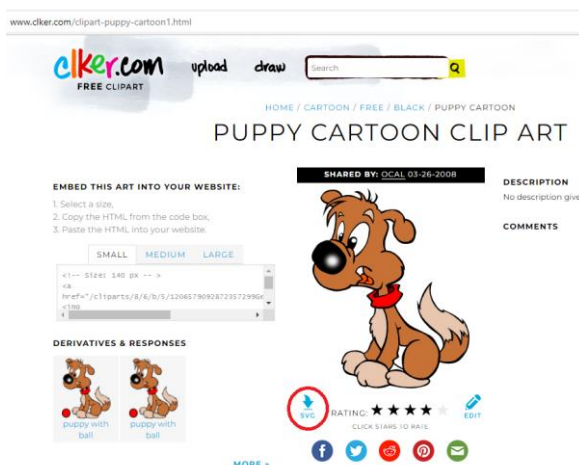 www.clker.com/clipart-puppy-cartoon1.html
clker.com
FREE CLIPART
upload
draw
Search
HOME / CARTOON / FREE / BLACK / PUPPY CARTOON
PUPPY CARTOON CLIP ART
EMBED THIS ART INTO YOUR WEBSITE:
1. Select a size,
2. Copy the HTML from the code box,
3. Paste the HTML into your website.
SMALL MEDIUM LARGE
<!-- Size: 140 px -- >
<a
<img
DERIVATIVES & RESPONSES
puppy with
ball
puppy with
ball
MORE »
SHARED BY: OCAL 03-26-2008
SVG
RATING:
EDIT
CLICK STARS TO RATE
DESCRIPTION
No description give
COMMENTS